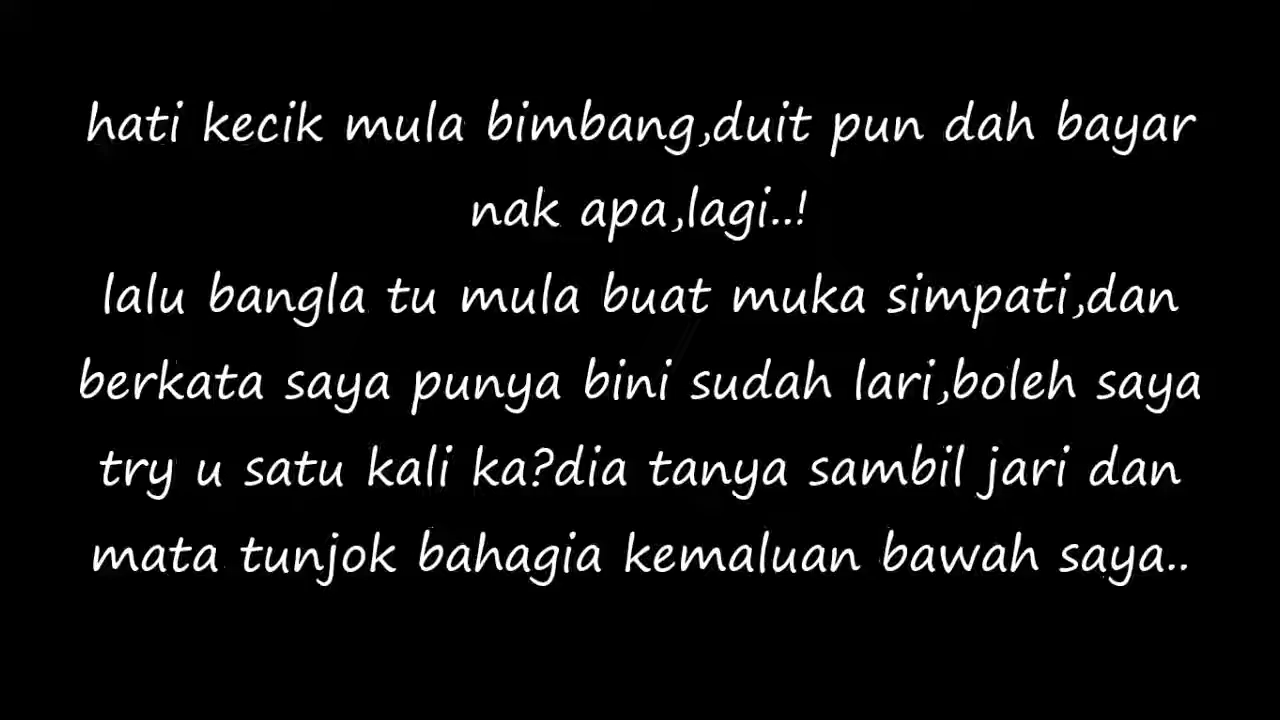 hati kecik mula bimbang,duit pun dah bayar
nak apa,lagi..!
lalu bangla tu mula buat muka simpati,dan
berkata saya punya bini sudah lari,boleh saya
try u satu kali ka?dia tanya sambil jari dan
mata tunjok bahagia kemaluan bawah saya..